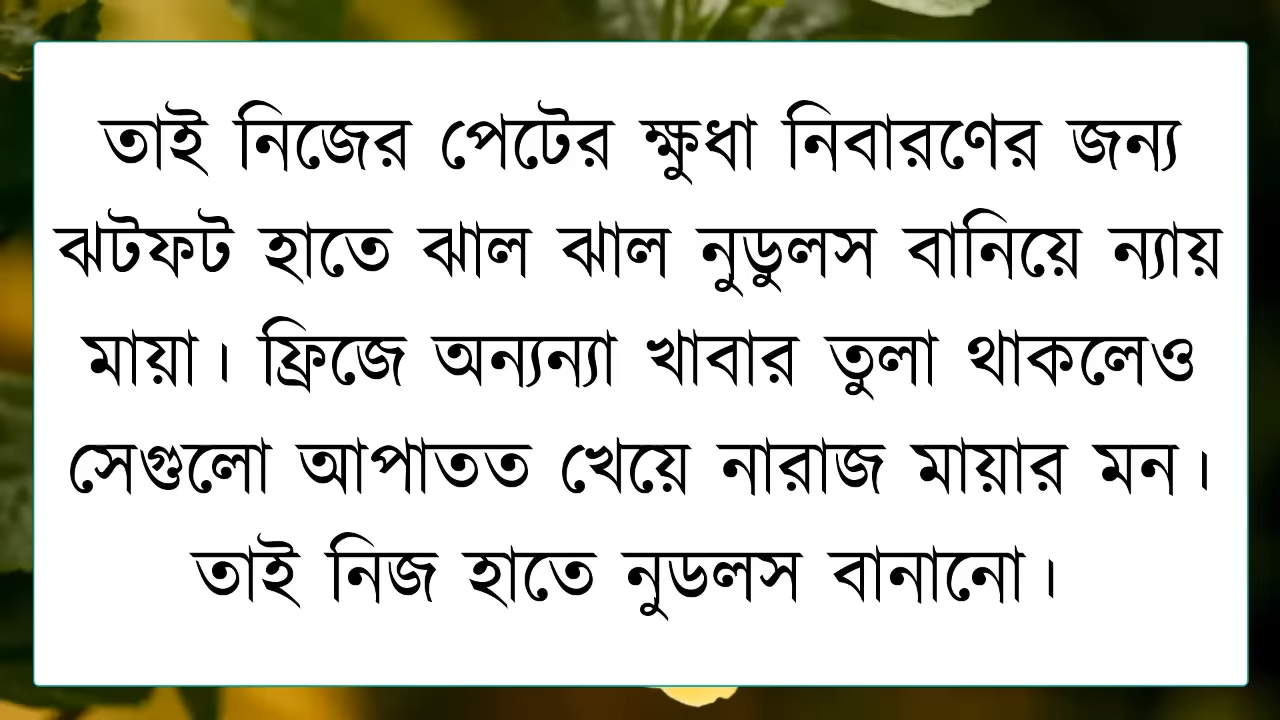 তাই নিজের পেটের ক্ষুধা নিবারণের জন্য
ঝটফট হাতে ঝাল ঝাল নুডুলস বানিয়ে ন্যায়
মায়া। ফ্রিজে অন্যন্যা খাবার তুলা থাকলেও
সেগুলো আপাতত খেয়ে নারাজ মায়ার মন।
তাই নিজ হাতে নুডলস বানানো।